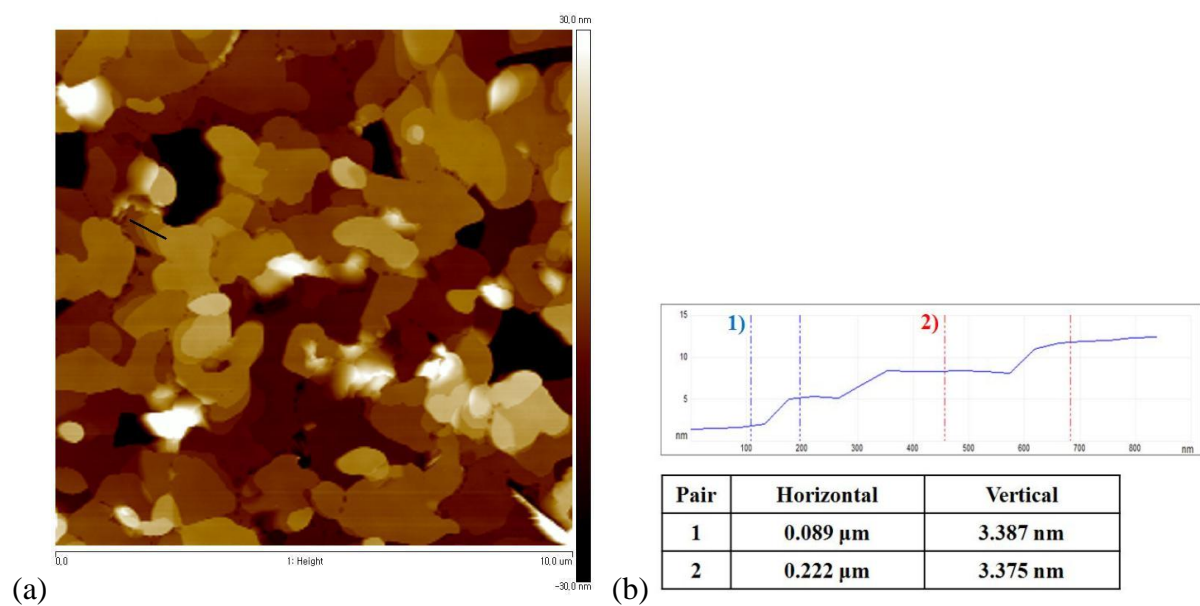 30,0 nm
0,0
1: Height
10,0 um
-30,0 nm
(a)
15
10
5
nm
1)
2)
100
200
300
400
500
600
700
800
nm
Pair Horizontal Vertical
1 0.089 µm 3.387 nm
2 0.222 µm 3.375 nm
(b)